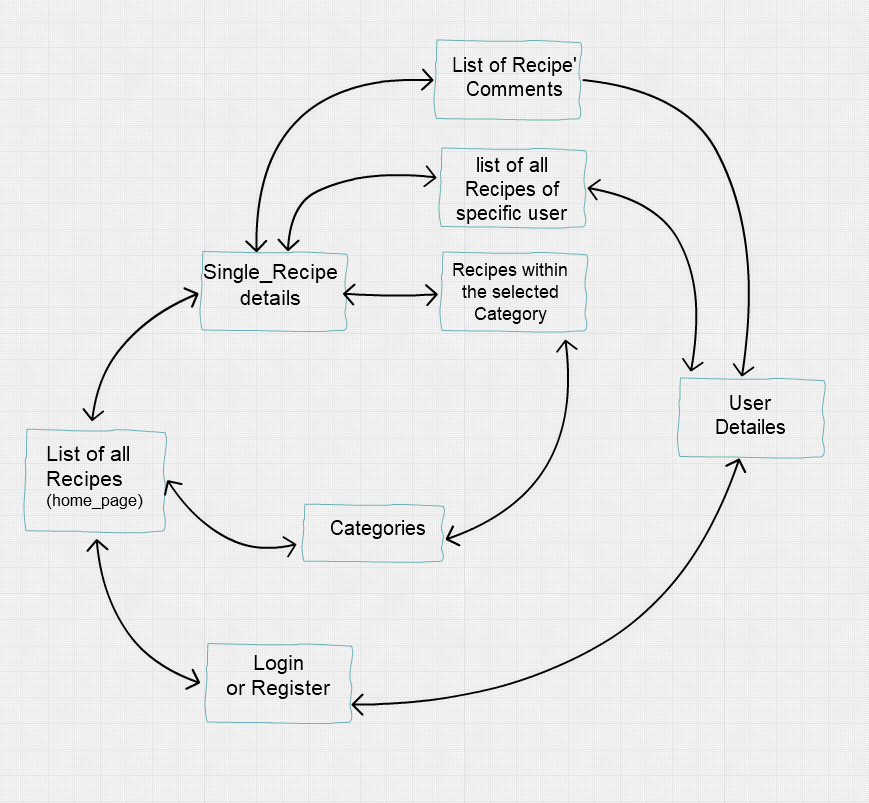 List of Recipe'
Comments
list of all
Recipes of
specific user
Single_Recipe
details
Recipes within
the selected
Category
User
Detailes
List of all
Recipes
(home_page)
Categories
Login
or Register